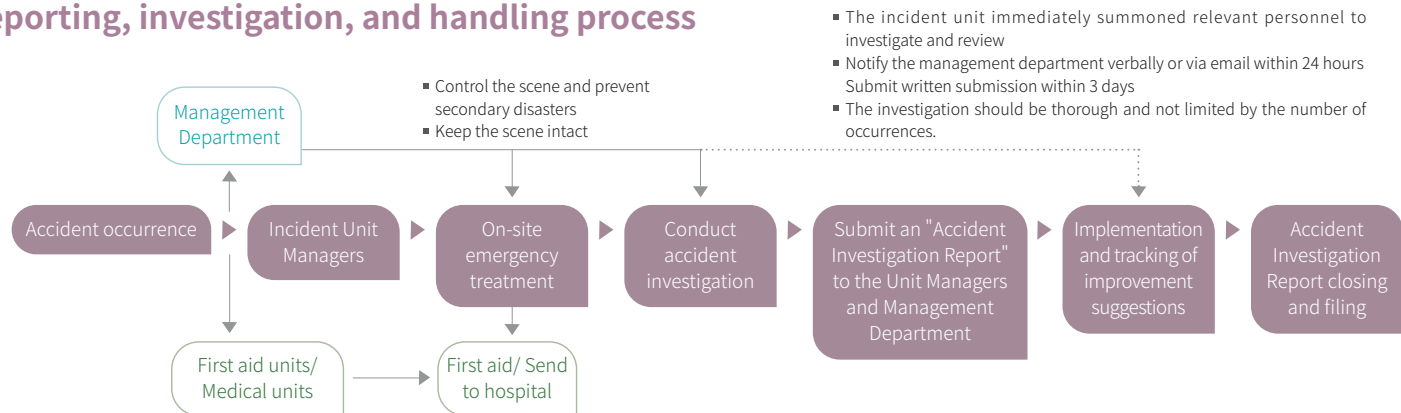 eporting, investigation, and handling process
■ The incident unit immediately summoned relevant personnel to
investigate and review
■ Notify the management department verbally or via email within 24 hours
Submit written submission within 3 days
■ The investigation should be thorough and not limited by the number of
occurrences.
■ Control the scene and prevent
secondary disasters
■ Keep the scene intact
Management
Department
Accident occurrence
Incident Unit
Managers
On-site
emergency
treatment
Conduct
accident
investigation
Submit an "Accident
Investigation Report"
to the Unit Managers
and Management
Department
Implementation
and tracking of
improvement
suggestions
Accident
Investigation
Report closing
and filing
First aid units/
Medical units
First aid/ Send
to hospital